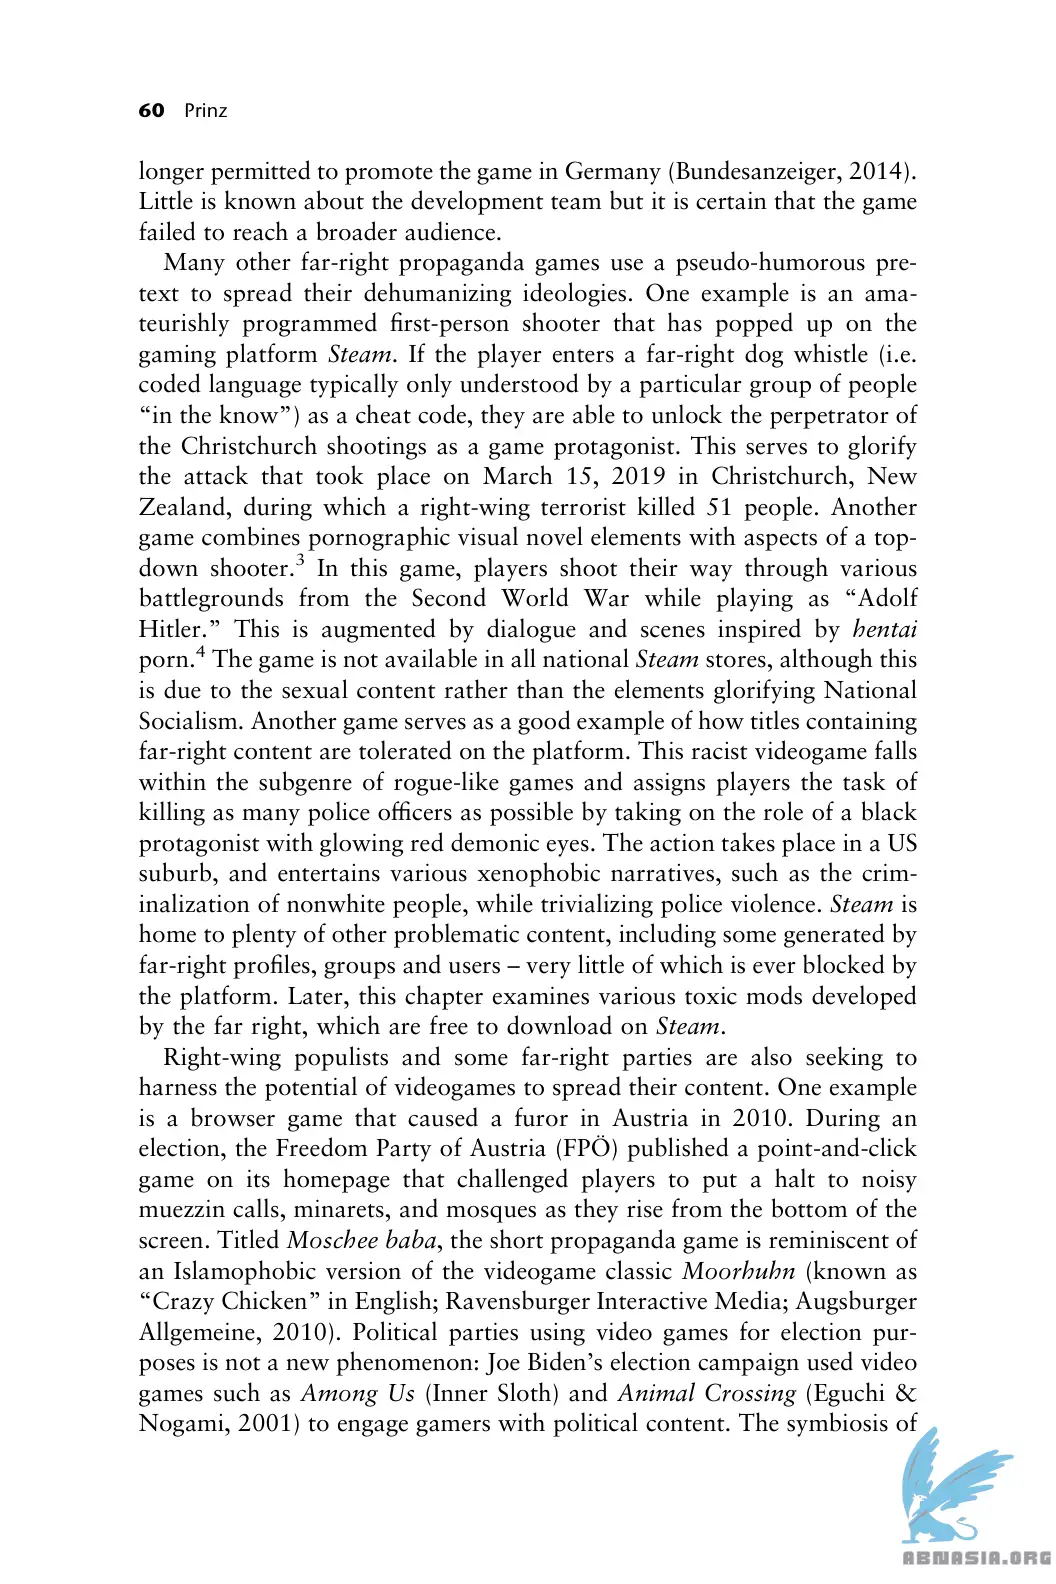 60 Prinz
longer permitted to promote the game in Germany (Bundesanzeiger, 2014).
Little is known about the development team but it is certain that the game
failed to reach a broader audience.
Many other far-right propaganda games use a pseudo-humorous pre-
text to spread their dehumanizing ideologies. One example is an ama-
teurishly programmed first-person shooter that has popped up on the
gaming platform Steam. If the player enters a far-right dog whistle (i.e.
coded language typically only understood by a particular group of people
“in the know”) as a cheat code, they are able to unlock the perpetrator of
the Christchurch shootings as a game protagonist. This serves to glorify
the attack that took place on March 15, 2019 in Christchurch, New
Zealand, during which a right-wing terrorist killed 51 people. Another
game combines pornographic visual novel elements with aspects of a top-
down shooter.3 In this game, players shoot their way through various
battlegrounds from the Second World War while playing as “Adolf
Hitler.” This is augmented by dialogue and scenes inspired by hentai
porn.4 The game is not available in all national Steam stores, although this
is due to the sexual content rather than the elements glorifying National
Socialism. Another game serves as a good example of how titles containing
far-right content are tolerated on the platform. This racist videogame falls
within the subgenre of rogue-like games and assigns players the task of
killing as many police officers as possible by taking on the role of a black
protagonist with glowing red demonic eyes. The action takes place in a US
suburb, and entertains various xenophobic narratives, such as the crim-
inalization of nonwhite people, while trivializing police violence. Steam is
home to plenty of other problematic content, including some generated by
far-right profiles, groups and users – very little of which is ever blocked by
the platform. Later, this chapter examines various toxic mods developed
by the far right, which are free to download on Steam.
Right-wing populists and some far-right parties are also seeking to
harness the potential of videogames to spread their content. One example
is a browser game that caused a furor in Austria in 2010. During an
election, the Freedom Party of Austria (FPÖ) published a point-and-click
game on its homepage that challenged players to put a halt to noisy
muezzin calls, minarets, and mosques as they rise from the bottom of the
screen. Titled Moschee baba, the short propaganda game is reminiscent of
an Islamophobic version of the videogame classic Moorhuhn (known as
“Crazy Chicken” in English; Ravensburger Interactive Media; Augsburger
Allgemeine, 2010). Political parties using video games for election pur-
poses is not a new phenomenon: Joe Biden’s election campaign used video
games such as Among Us (Inner Sloth) and Animal Crossing (Eguchi &
Nogami, 2001) to engage gamers with political content. The symbiosis of
ABNASIA.ORG